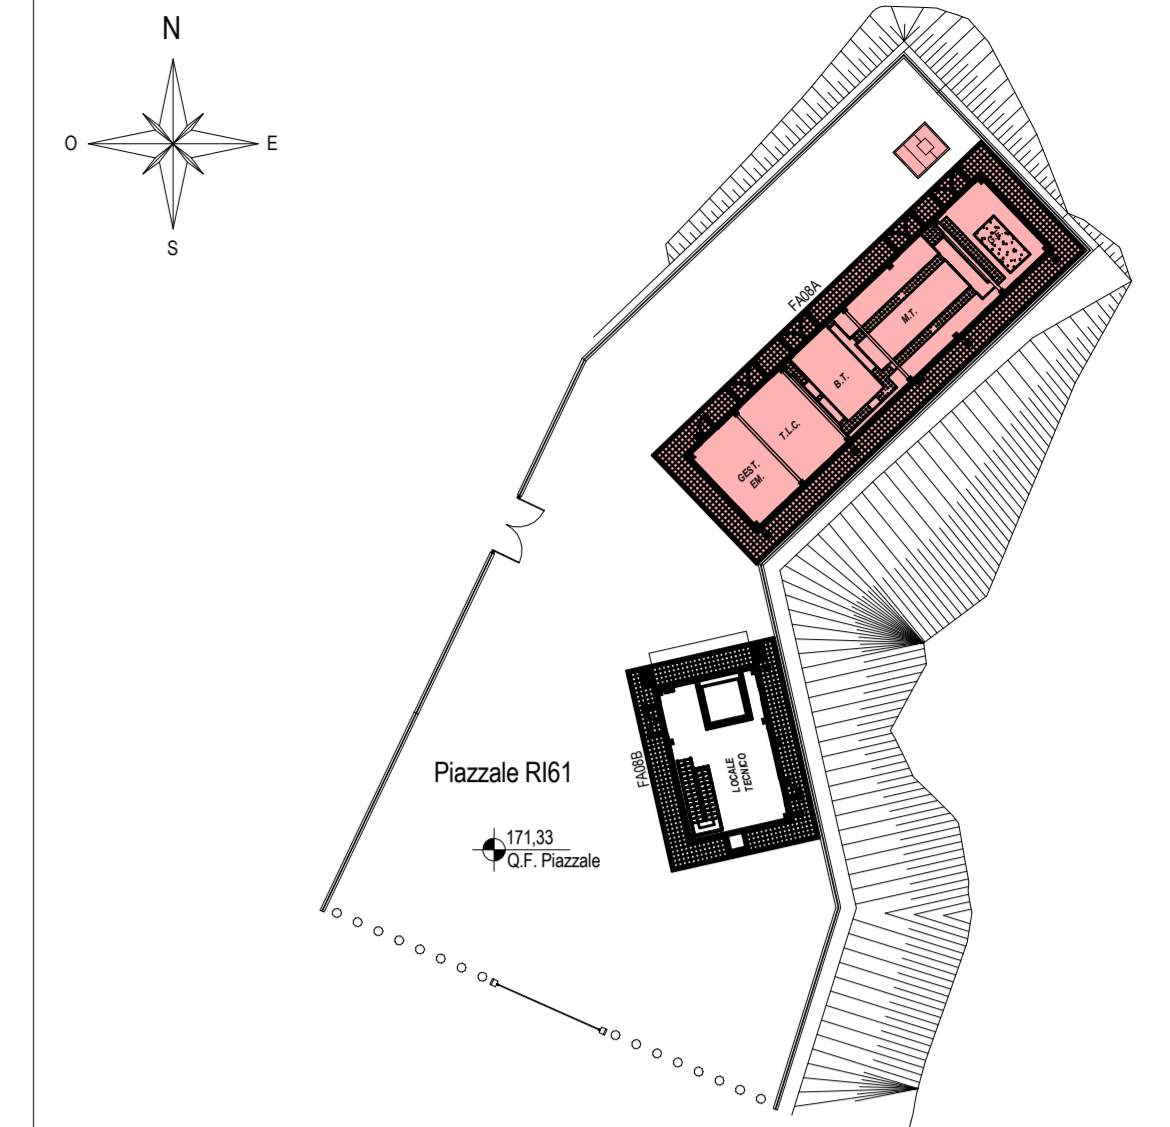 N
O
E
S
FA08A
G.E.
M.T.
B.T.
T.L.C.
GEST.
EM.
FA08B
LOCALE
TECNICO
Piazzale RI61
171,33
Q.F. Piazzale